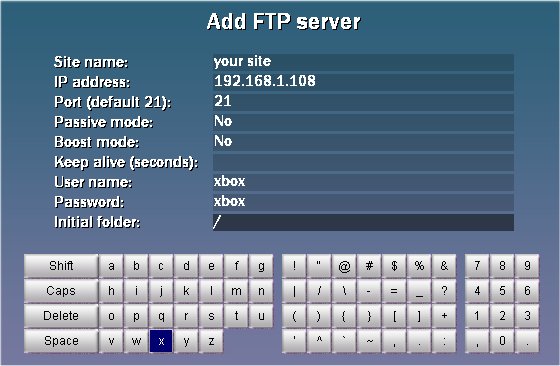 Add FTP server
Site name: your site
IP address: 192.168.1.108
Port (default 21): 21
Passive mode: No
Boost mode: No
Keep alive (seconds):
User name: xbox
Password: xbox
Initial folder: /
Shift a b c d e f g ! " @ # $ % & 7 8 9
Caps h i j k l m n | / \ - = _ ? 4 5 6
Delete o p q r s t u ( ) { } [ ] + 1 2 3
Space v w x y z ' ^ ` ~ , . : , 0 .